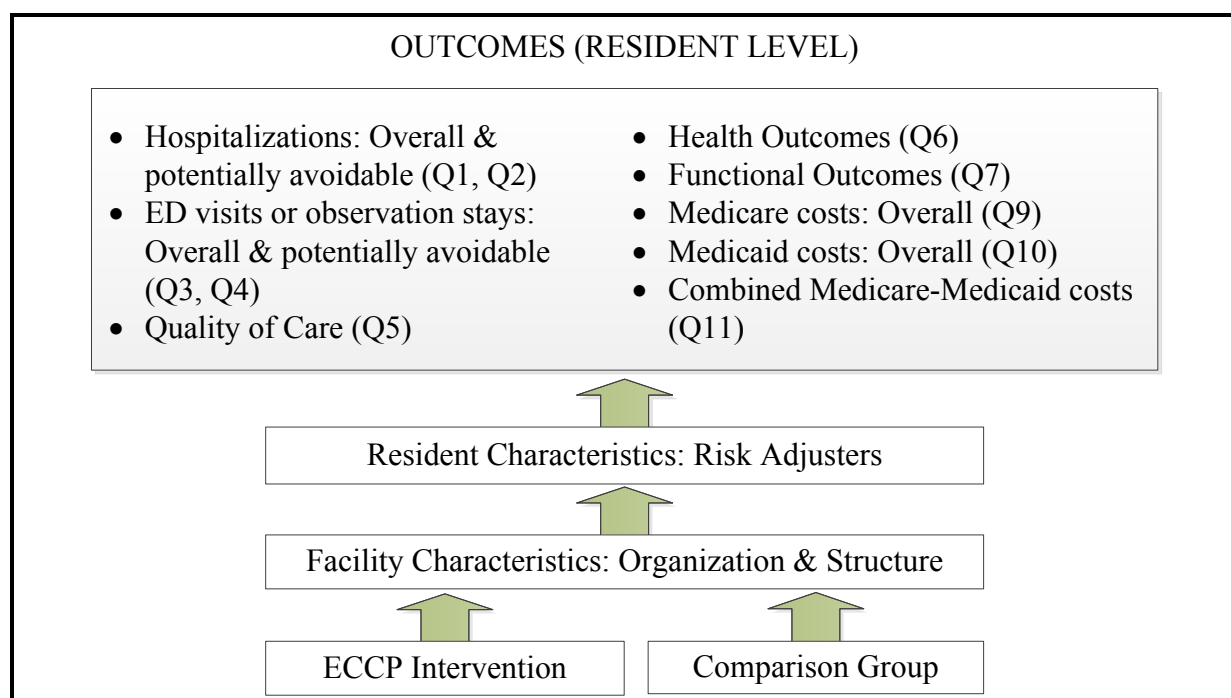 OUTCOMES (RESIDENT LEVEL)
• Hospitalizations: Overall &
potentially avoidable (Q1, Q2)
• ED visits or observation stays:
Overall & potentially avoidable
(Q3, Q4)
• Quality of Care (Q5)
• Health Outcomes (Q6)
• Functional Outcomes (Q7)
• Medicare costs: Overall (Q9)
• Medicaid costs: Overall (Q10)
• Combined Medicare-Medicaid costs
(Q11)
Resident Characteristics: Risk Adjusters
Facility Characteristics: Organization & Structure
ECCP Intervention
Comparison Group